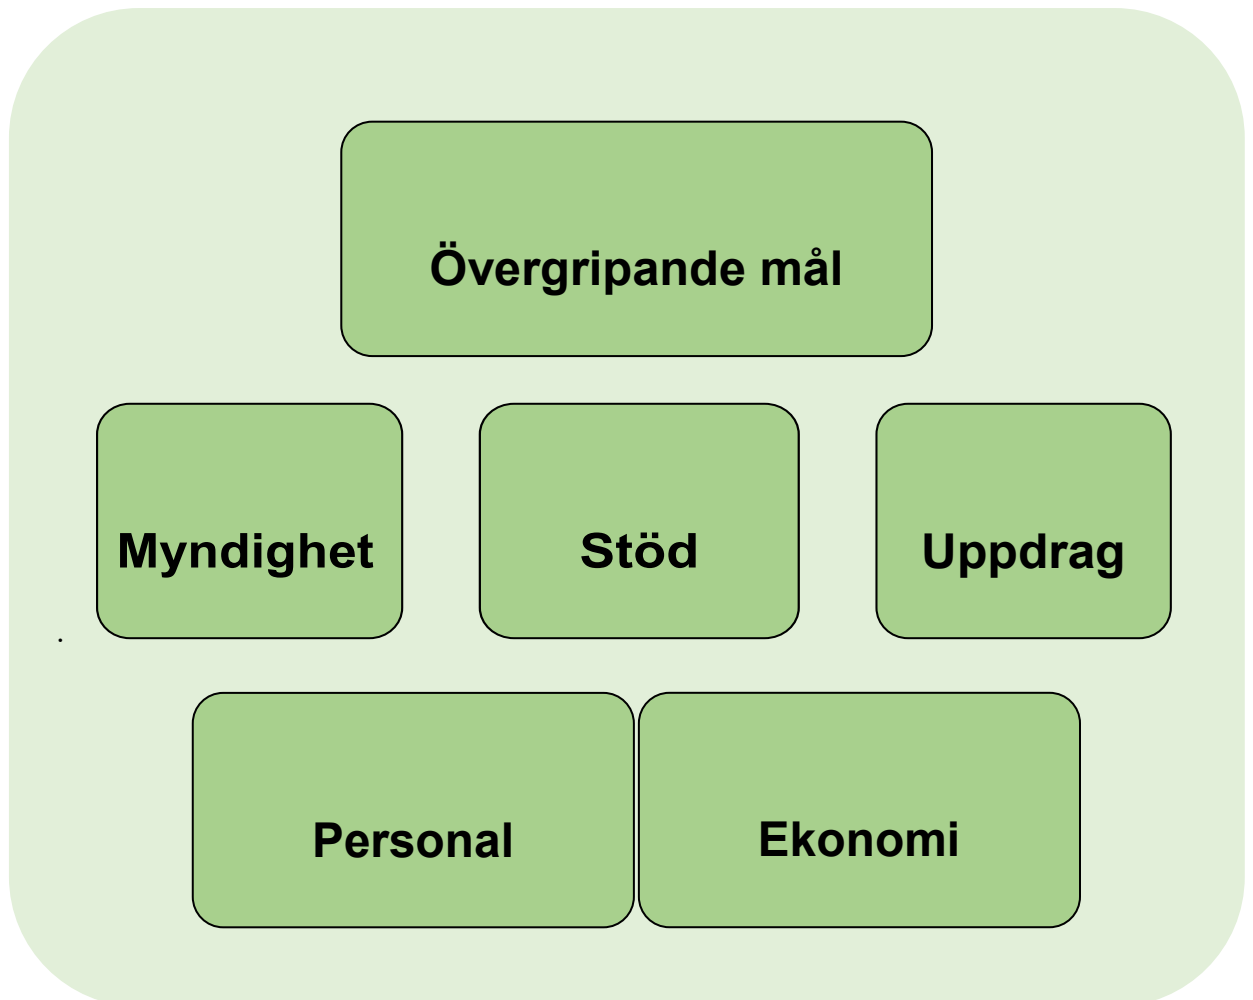 Övergripande mål
Myndighet
Stöd
Uppdrag
.
Personal
Ekonomi